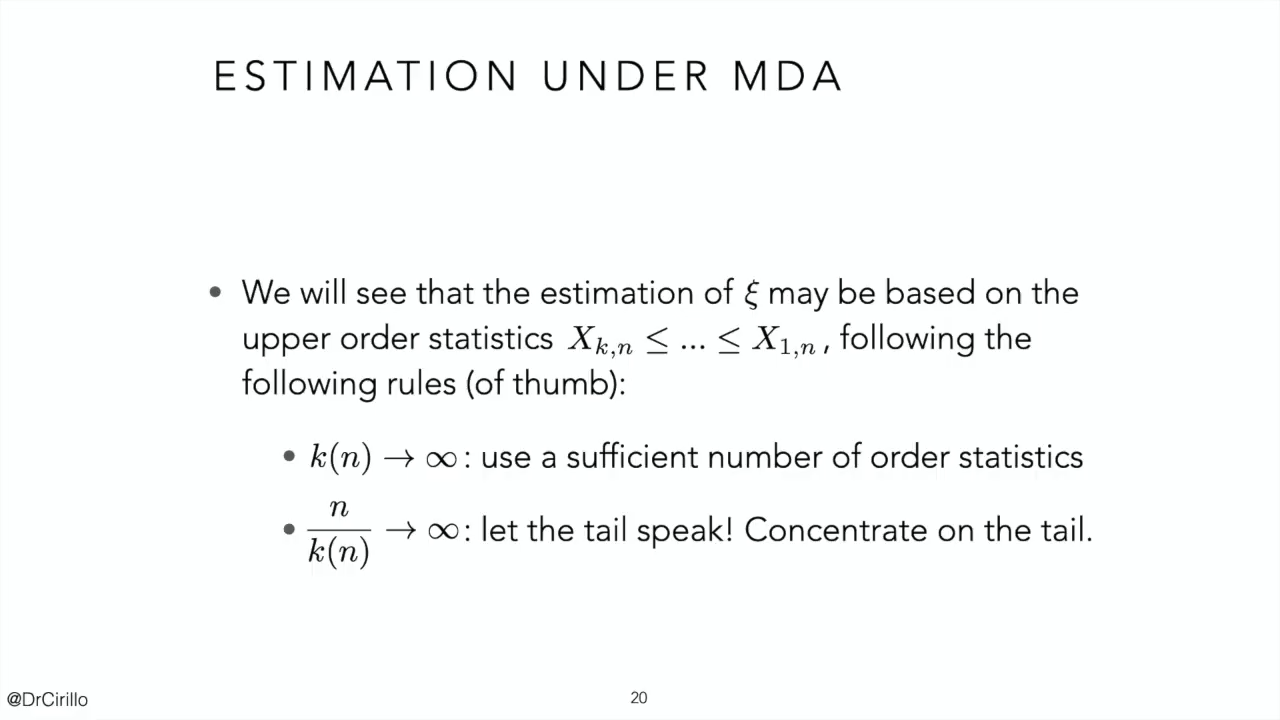 ESTIMATION UNDER MDA
• We will see that the estimation of ξ may be based on the
upper order statistics X_{k,n} ≤ ... ≤ X_{1,n}, following the
following rules (of thumb):
• k(n) → ∞: use a sufficient number of order statistics
• \frac{n}{k(n)} → ∞: let the tail speak! Concentrate on the tail.
@DrCirillo
20